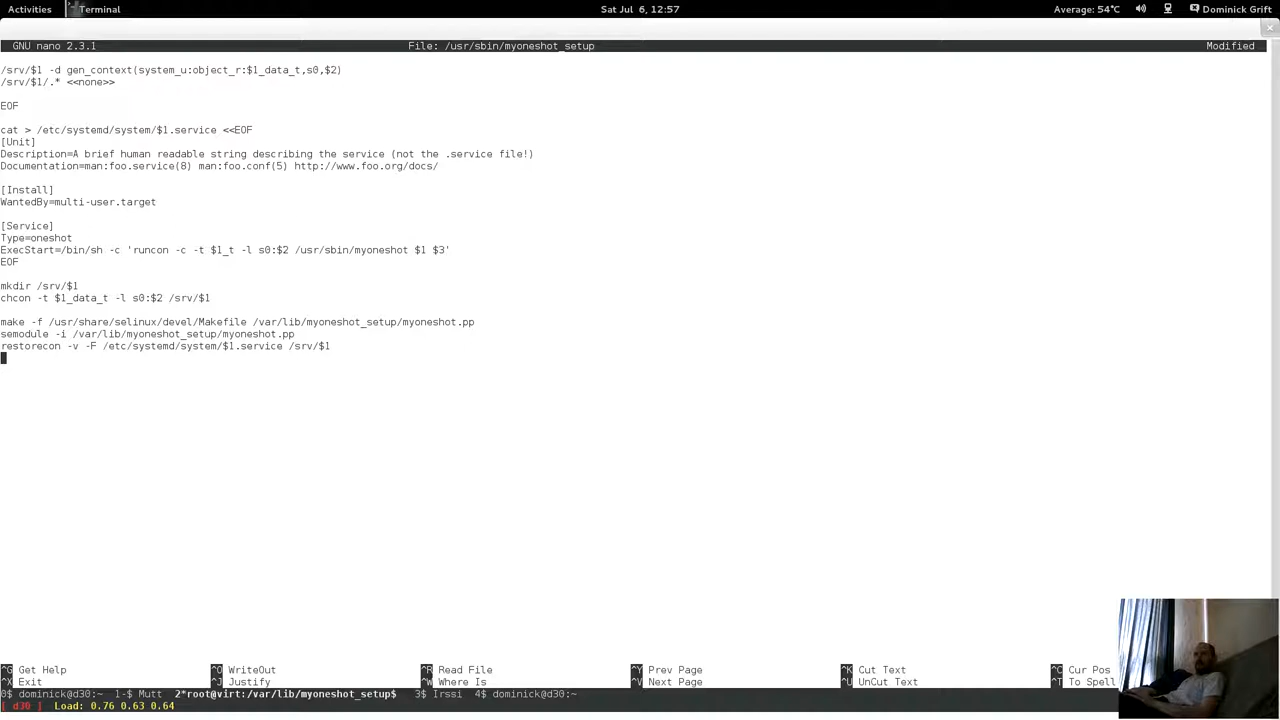 Activities Terminal Sat Jul 6, 12:57 Average: 54°C Dominick Grift
GNU nano 2.3.1 File: /usr/sbin/myoneshot_setup Modified
/srv/$1 -d gen_context(system_u:object_r:$1_data_t,s0,$2)
/srv/$1/.* <<none>>
EOF
cat > /etc/systemd/system/$1.service <<EOF
[Unit]
Description=A brief human readable string describing the service (not the .service file!)
Documentation=man:foo.service(8) man:foo.conf(5) http://www.foo.org/docs/
[Install]
WantedBy=multi-user.target
[Service]
Type=oneshot
ExecStart=/bin/sh -c 'runcon -c -t $1_t -l s0:$2 /usr/sbin/myoneshot $1 $3'
EOF
mkdir /srv/$1
chcon -t $1_data_t -l s0:$2 /srv/$1
make -f /usr/share/selinux/devel/Makefile /var/lib/myoneshot_setup/myoneshot.pp
semodule -i /var/lib/myoneshot_setup/myoneshot.pp
restorecon -v -F /etc/systemd/system/$1.service /srv/$1
^G Get Help ^O WriteOut ^R Read File ^Y Prev Page ^K Cut Text ^C Cur Pos
^X Exit ^J Justify ^W Where Is ^V Next Page ^U UnCut Text ^T To Spell
0$ dominick@d30:~ 1-$ Mutt 2*root@virt:/var/lib/myoneshot_setup$ 3$ Irssi 4$ dominick@d30:~
[ d30 ] Load: 0.76 0.63 0.64